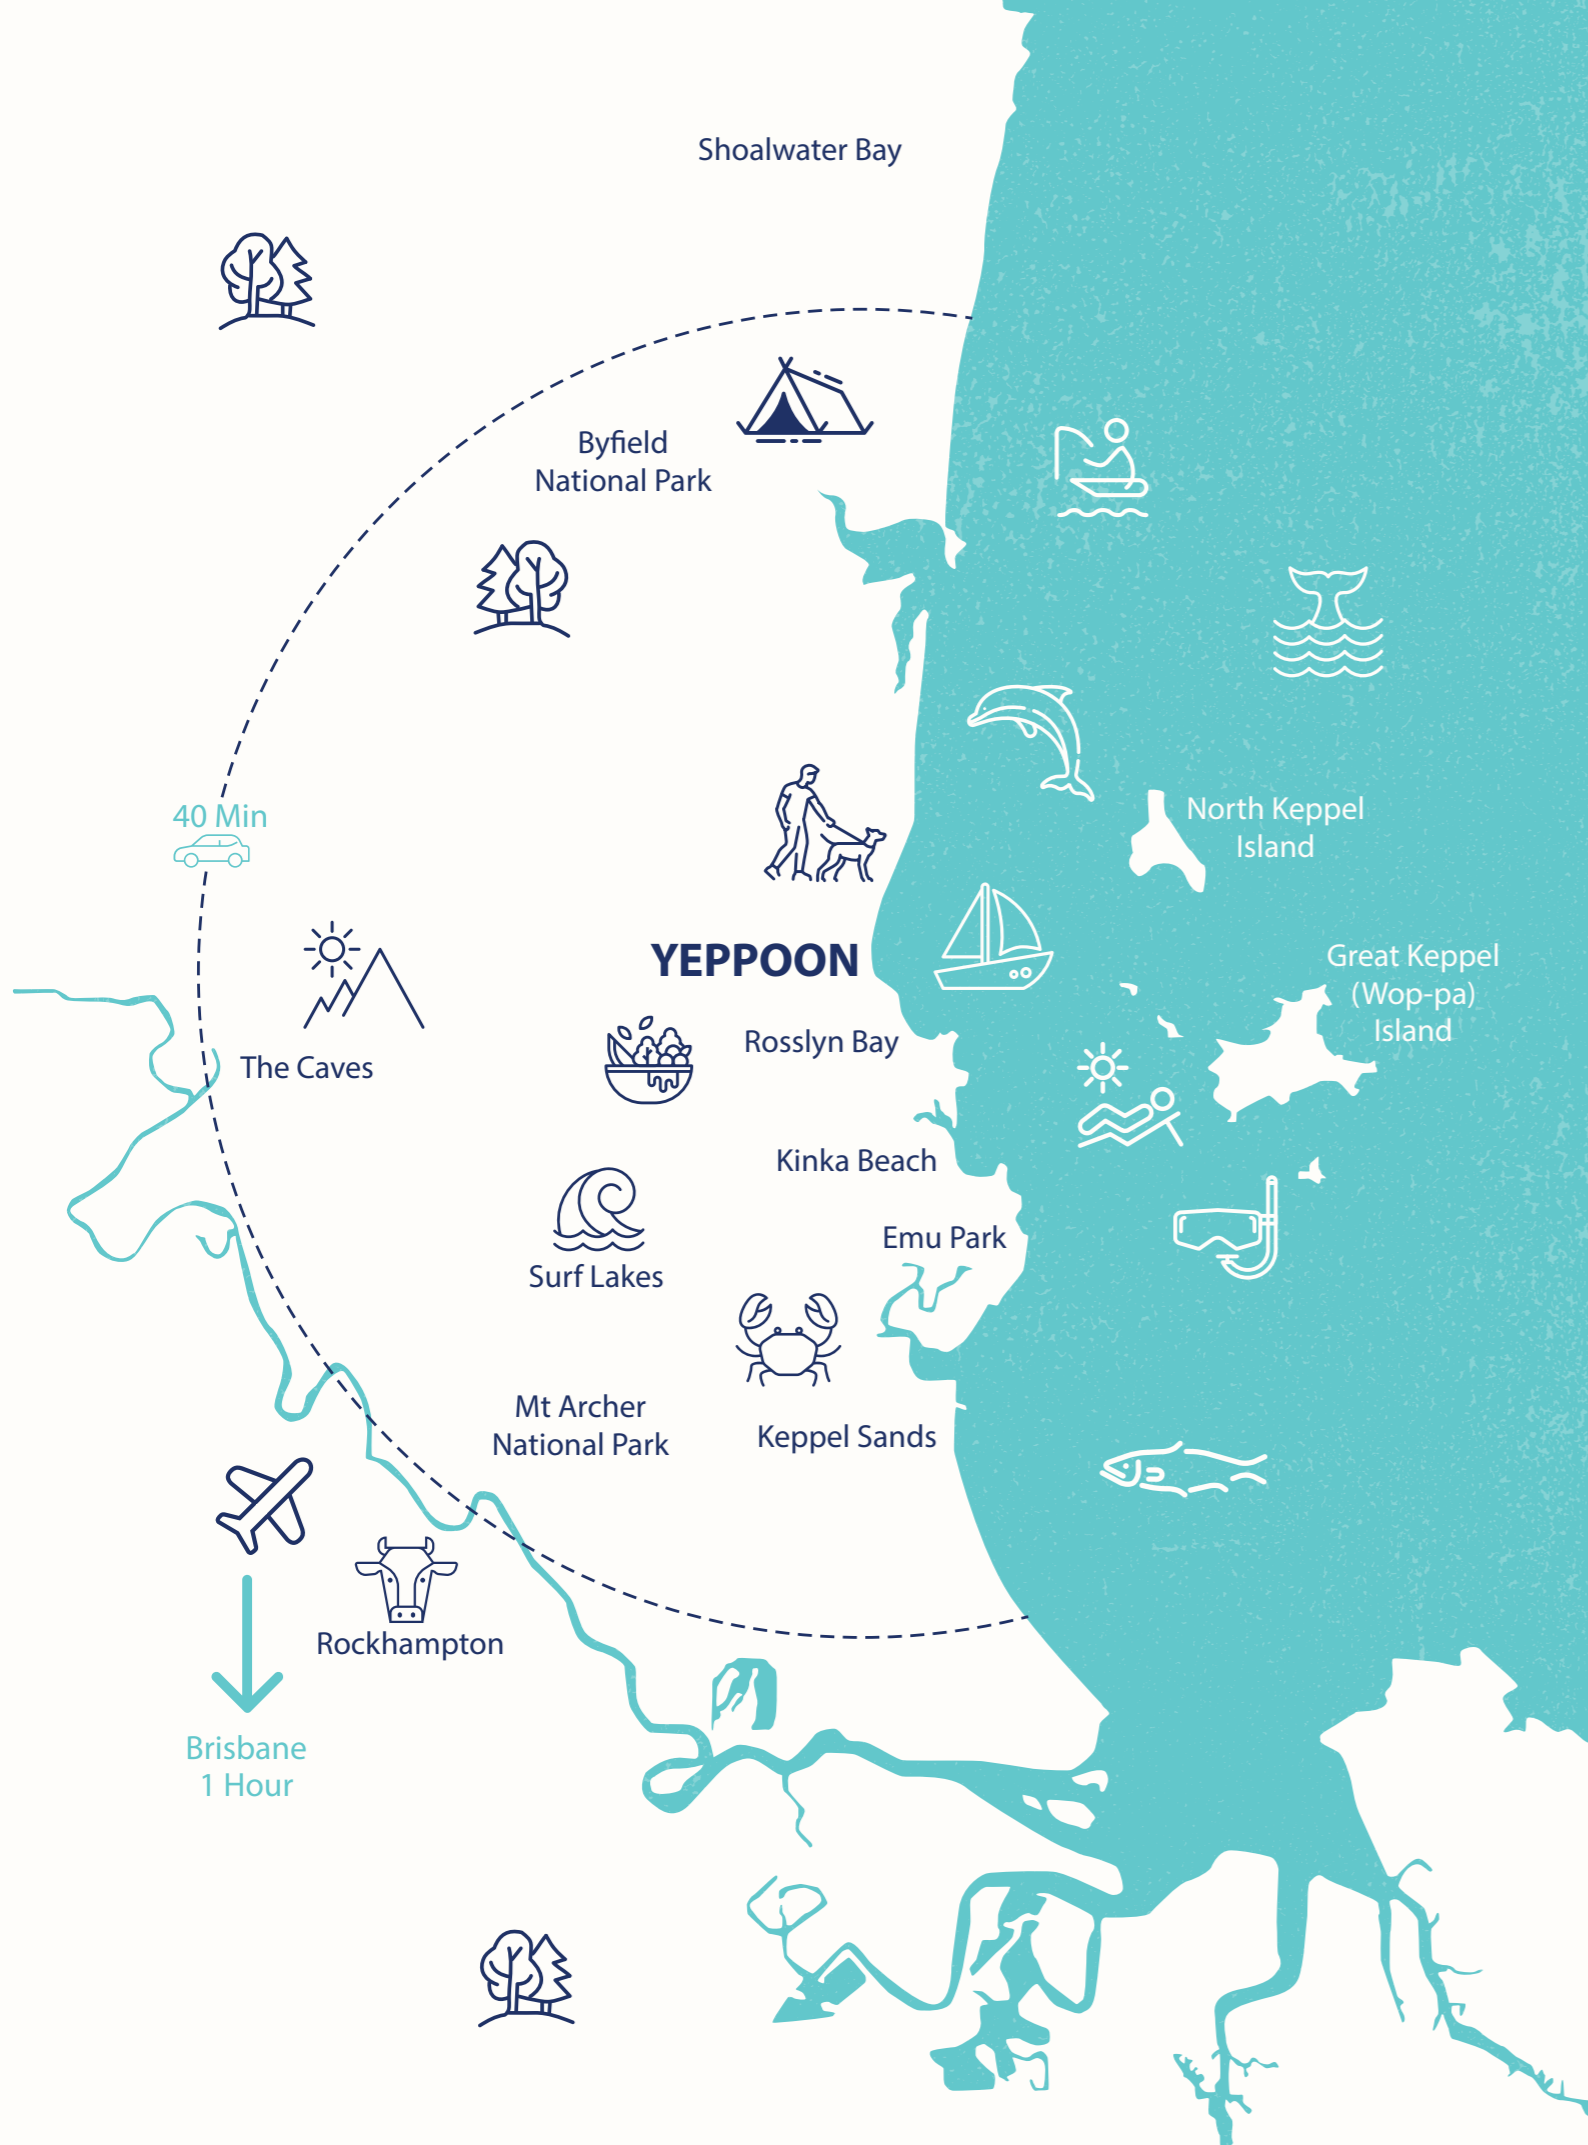 Shoalwater Bay
Byfield
National Park
40 Min
North Keppel
Island
YEPPOON
Great Keppel
(Wop-pa)
Island
Rosslyn Bay
The Caves
Kinka Beach
Emu Park
Surf Lakes
Mt Archer
National Park
Keppel Sands
Rockhampton
Brisbane
1 Hour